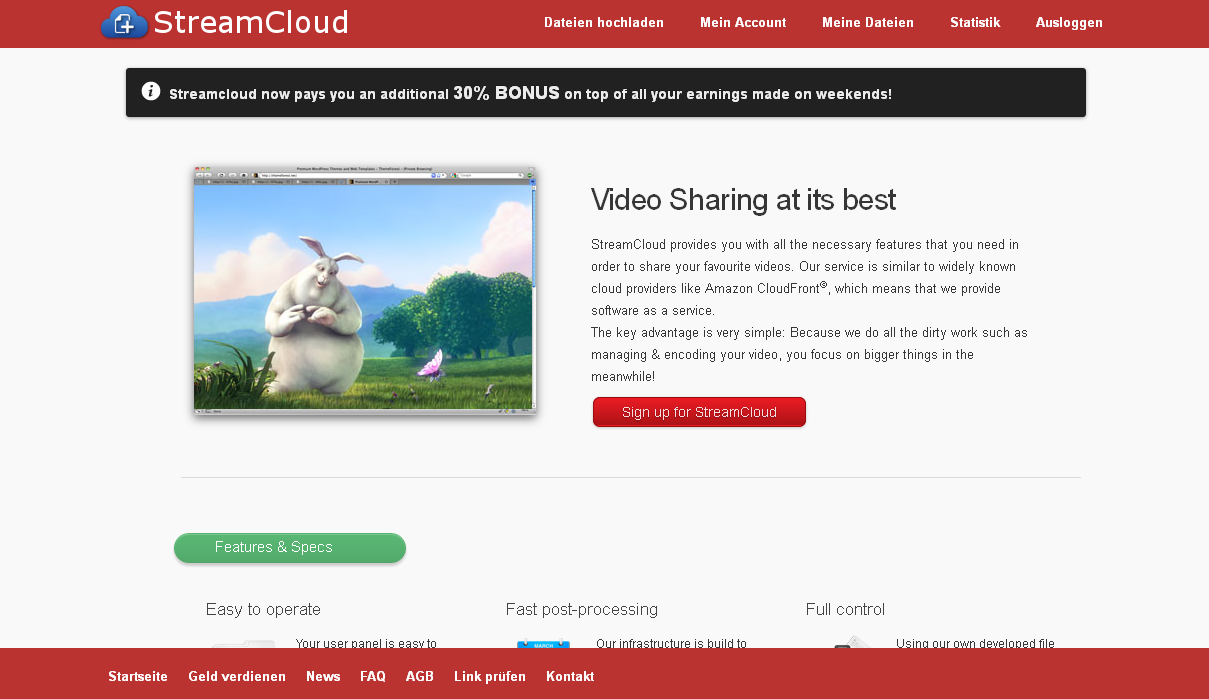 StreamCloud
Dateien hochladen Mein Account Meine Dateien Statistik Ausloggen
Streamcloud now pays you an additional 30% BONUS on top of all your earnings made on weekends!
Video Sharing at its best
StreamCloud provides you with all the necessary features that you need in
order to share your favourite videos. Our service is similar to widely known
cloud providers like Amazon CloudFront©, which means that we provide
software as a service.
The key advantage is very simple: Because we do all the dirty work such as
managing & encoding your video, you focus on bigger things in the
meanwhile!
Sign up for StreamCloud
Features & Specs
Easy to operate
Your user panel is easy to
Fast post-processing
MARCH
Our infrastructure is build to
Full control
Using our own developed file
Startseite Geld verdienen News FAQ AGB Link prüfen Kontakt